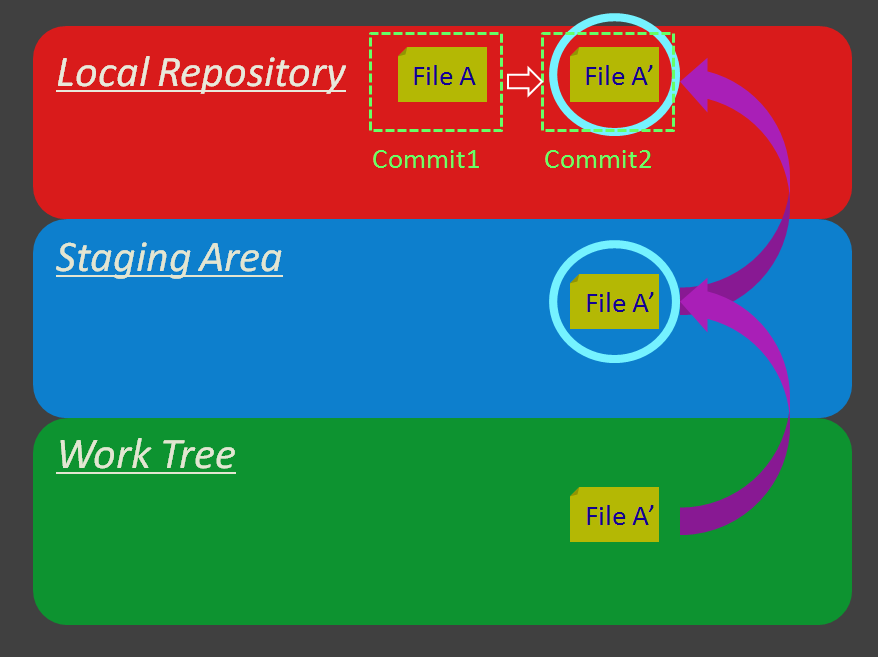 Local Repository
File A
File A’
Commit1
Commit2
Staging Area
File A’
Work Tree
File A’